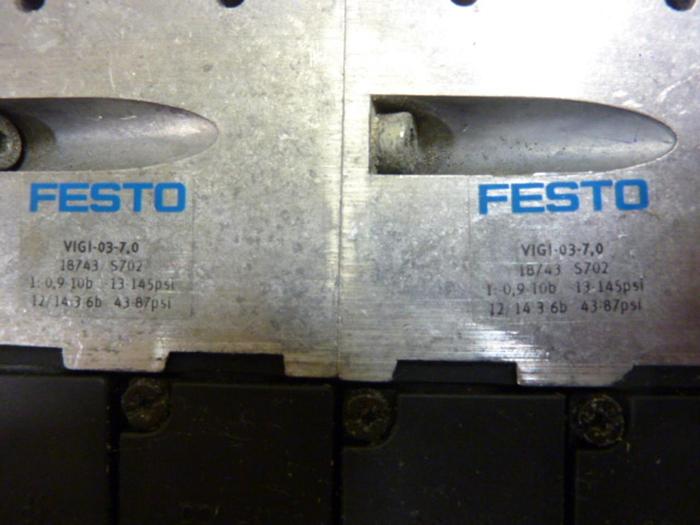 FESTO
VIGI-03-7,0
18743 S702
1: 0,9-10b 13-145psi
12/14:3-6b 43-87psi
FESTO
VIGI-03-7,0
18743 S702
1: 0,9-10b 13-145psi
12/14:3-6b 43-87psi